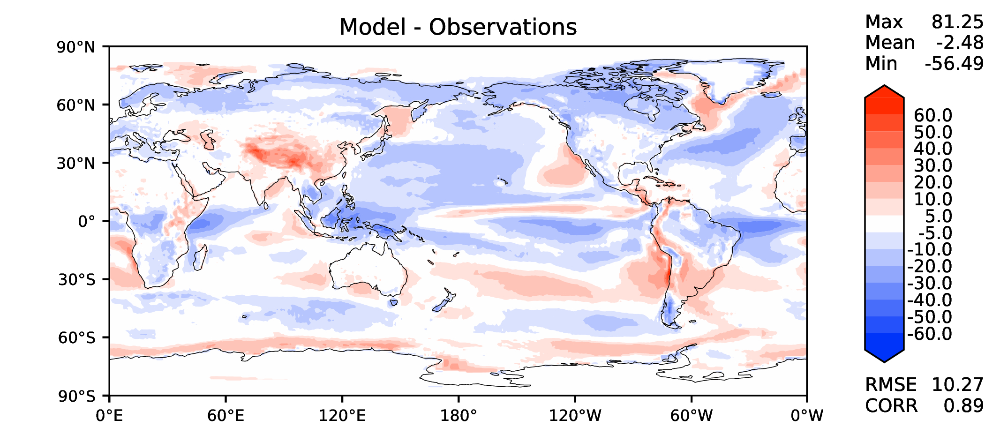 Model - Observations
Max 81.25
Mean -2.48
Min -56.49
90°N
60°N
30°N
0°
30°S
60°S
90°S
0°E 60°E 120°E 180° 120°W 60°W 0°W
60.0
50.0
40.0
30.0
20.0
10.0
5.0
-5.0
-10.0
-20.0
-30.0
-40.0
-50.0
-60.0
RMSE 10.27
CORR 0.89